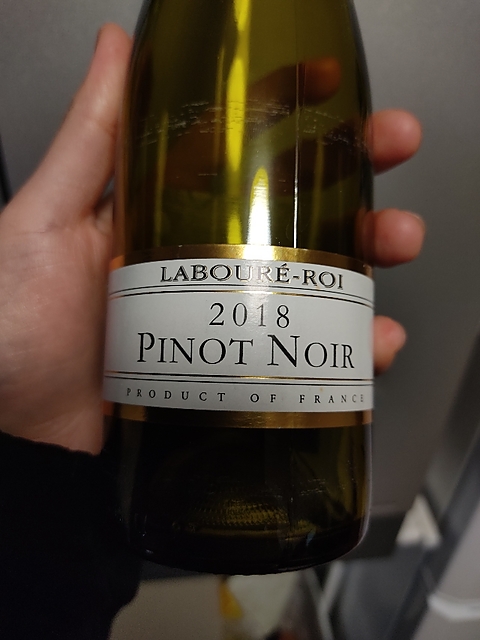 LABOURÉ-ROI
2018
PINOT NOIR
PRODUCT OF FRANCE